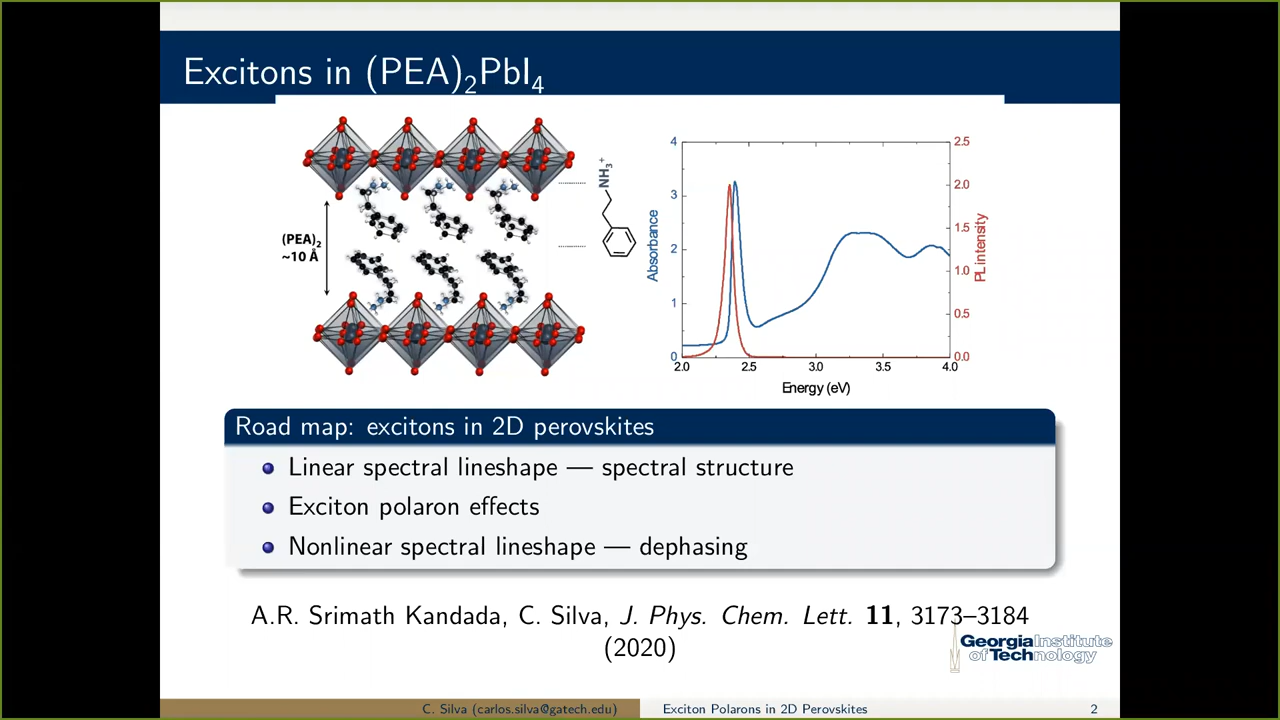 Excitons in (PEA)₂PbI₄
(PEA)₂
~10 Å
NH₃⁺
Absorbance
4
3
2
1
0
2.5
2.0
1.5
1.0
0.5
0.0
PL intensity
2.0 2.5 3.0 3.5 4.0
Energy (eV)
Road map: excitons in 2D perovskites
Linear spectral lineshape — spectral structure
Exciton polaron effects
Nonlinear spectral lineshape — dephasing
A.R. Srimath Kandada, C. Silva, J. Phys. Chem. Lett. 11, 3173–3184
(2020)
Georgia Institute
of Technology
C. Silva (carlos.silva@gatech.edu) Exciton Polarons in 2D Perovskites 2